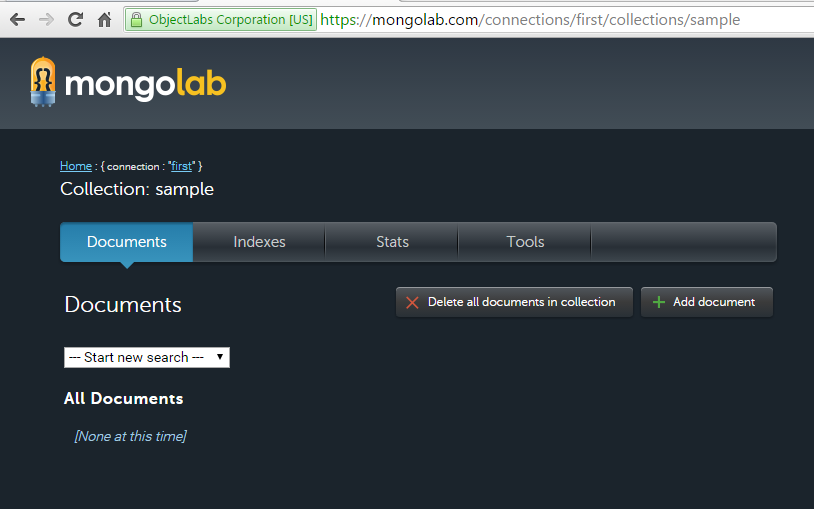 ObjectLabs Corporation [US] https://mongolab.com/connections/first/collections/sample
mongolab
Home : { connection : "first" }
Collection: sample
Documents Indexes Stats Tools
Documents Delete all documents in collection Add document
--- Start new search ---
All Documents
[None at this time]